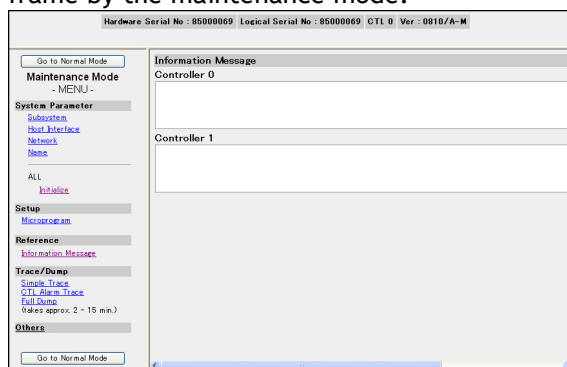 frame by the maintenance mode.
Hardware Serial No : 85000069 Logical Serial No : 85000069 CTL 0 Ver : 0810/A-M
Go to Normal Mode
Maintenance Mode
- MENU -
System Parameter
Subsystem
Host Interface
Network
Name
ALL
Initialize
Setup
Microprogram
Reference
Information Message
Trace/Dump
Simple Trace
CTL Alarm Trace
Full Dump
(takes approx. 2 - 15 min.)
Others
Go to Normal Mode
Information Message
Controller 0
Controller 1